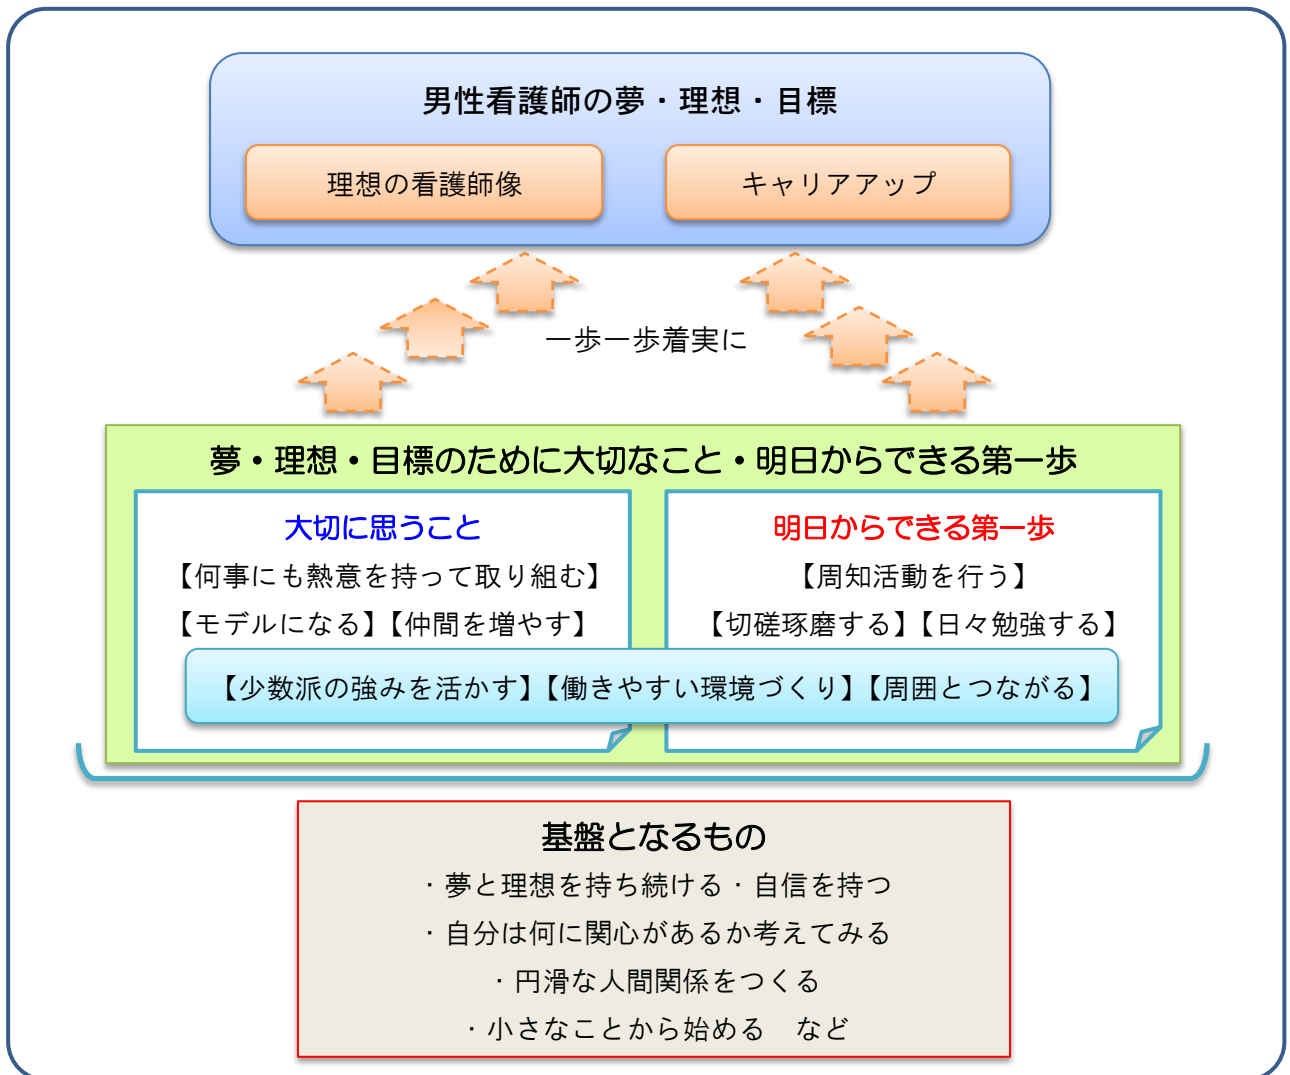 男性看護師の夢・理想・目標
理想の看護師像
キャリアアップ
一歩一歩着実に
夢・理想・目標のために大切なこと・明日からできる第一歩
大切に思うこと
【何事にも熱意を持って取り組む】
【モデルになる】【仲間を増やす】
明日からできる第一歩
【周知活動を行う】
【切磋琢磨する】【日々勉強する】
【少数派の強みを活かす】【働きやすい環境づくり】【周囲とつながる】
基盤となるもの
・夢と理想を持ち続ける・自信を持つ
・自分は何に関心があるか考えてみる
・円滑な人間関係をつくる
・小さなことから始める　など